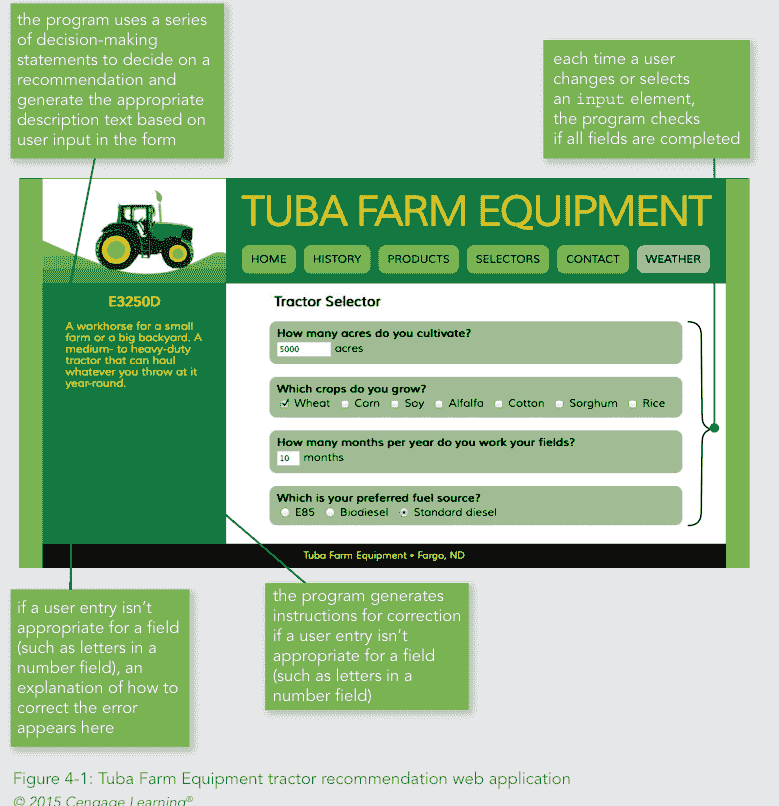 the program uses a series
of decision-making
statements to decide on a
recommendation and
generate the appropriate
description text based on
user input in the form
each time a user
changes or selects
an input element,
the program checks
if all fields are completed
TUBA FARM EQUIPMENT
HOME HISTORY PRODUCTS SELECTORS CONTACT WEATHER
E3250D
A workhorse for a small
farm or a big backyard. A
medium- to heavy-duty
tractor that can haul
whatever you throw at it
year-round.
Tractor Selector
How many acres do you cultivate?
5000 acres
Which crops do you grow?
Wheat Corn Soy Alfalfa Cotton Sorghum Rice
How many months per year do you work your fields?
10 months
Which is your preferred fuel source?
E85 Biodiesel Standard diesel
Tuba Farm Equipment • Fargo, ND
if a user entry isn't
appropriate for a field
(such as letters in a
number field), an
explanation of how to
correct the error
appears here
the program generates
instructions for correction
if a user entry isn't
appropriate for a field
(such as letters in a
number field)
Figure 4-1: Tuba Farm Equipment tractor recommendation web application
© 2015 Cengage Learning®